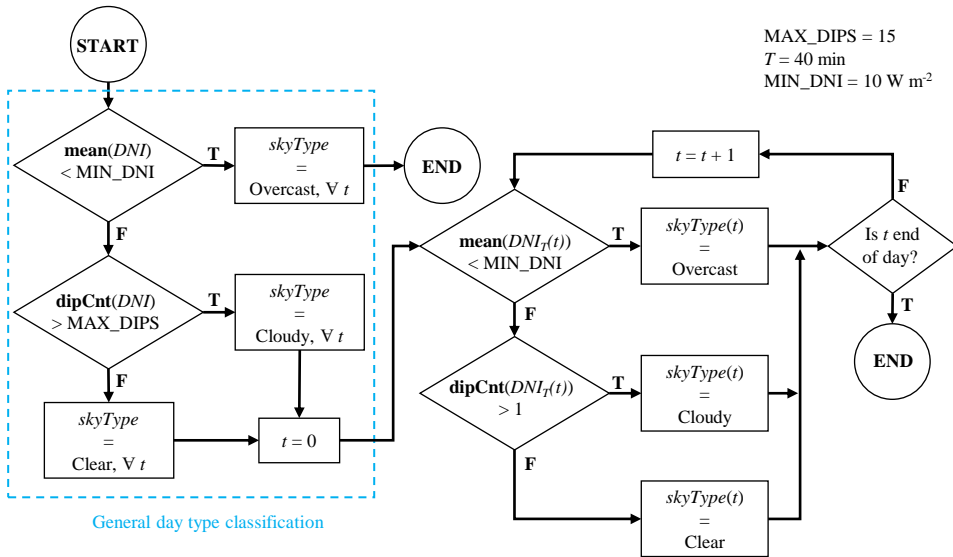 START
MAX_DIPS = 15
T = 40 min
MIN_DNI = 10 W m-2
mean(DNI)
< MIN_DNI
T
skyType
=
Overcast, ∀ t
END
F
dipCnt(DNI)
> MAX_DIPS
T
skyType
=
Cloudy, ∀ t
F
skyType
=
Clear, ∀ t
t = 0
General day type classification
t = t + 1
mean(DNI_T(t))
< MIN_DNI
T
skyType(t)
=
Overcast
F
Is t end
of day?
T
END
F
dipCnt(DNI_T(t))
> 1
T
skyType(t)
=
Cloudy
F
skyType(t)
=
Clear